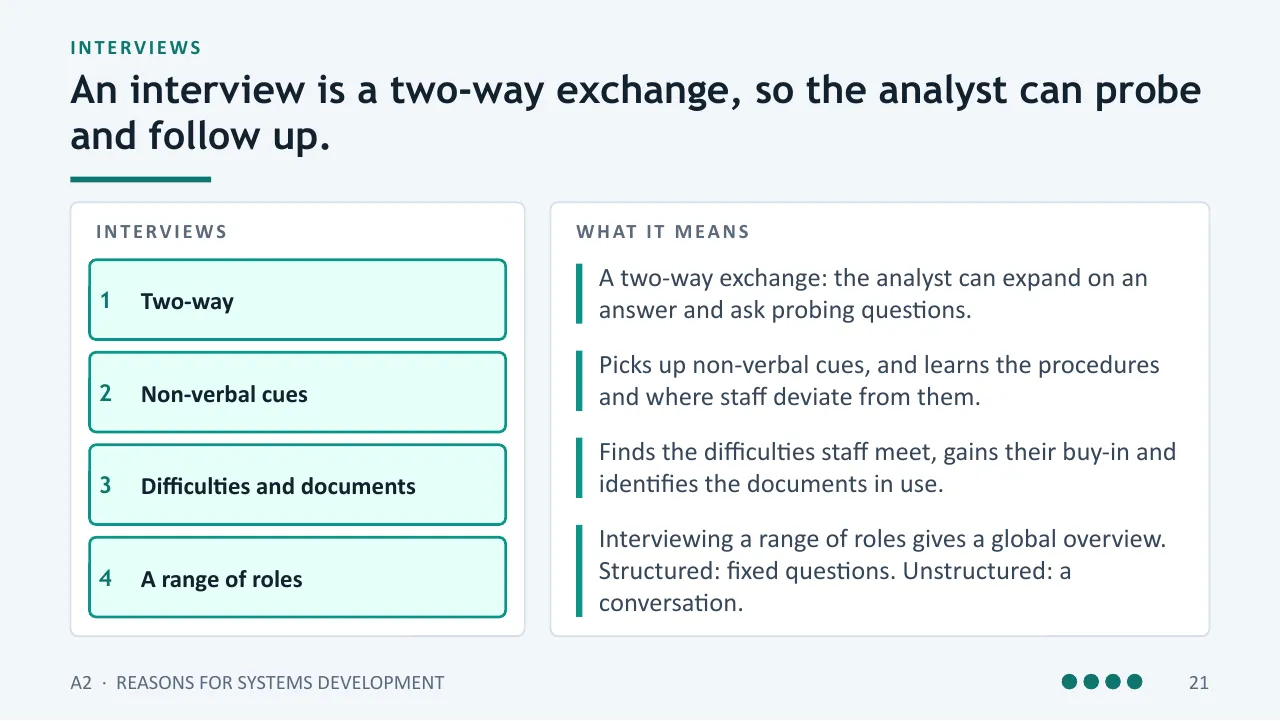 INTERVIEWS
An interview is a two-way exchange, so the analyst can probe
and follow up.
INTERVIEWS
1 Two-way
2 Non-verbal cues
3 Difficulties and documents
4 A range of roles
WHAT IT MEANS
A two-way exchange: the analyst can expand on an
answer and ask probing questions.
Picks up non-verbal cues, and learns the procedures
and where staff deviate from them.
Finds the difficulties staff meet, gains their buy-in and
identifies the documents in use.
Interviewing a range of roles gives a global overview.
Structured: fixed questions. Unstructured: a
conversation.
A2 · REASONS FOR SYSTEMS DEVELOPMENT
21